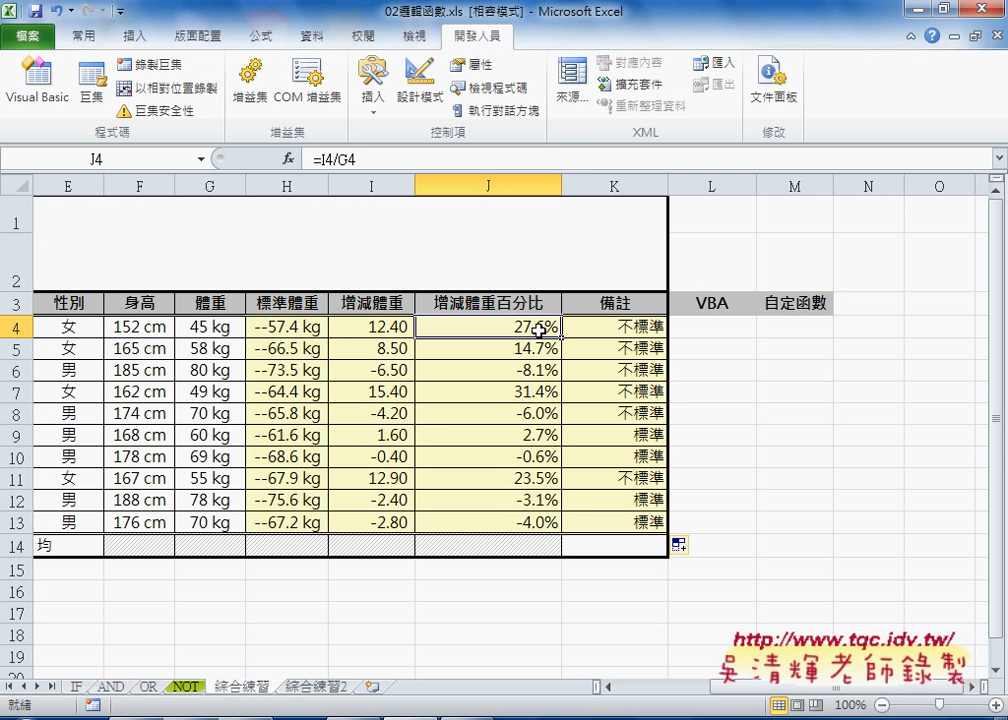 02邏輯函數.xls [相容模式] - Microsoft Excel
檔案 常用 插入 版面配置 公式 資料 校閱 檢視 開發人員
Visual Basic 巨集 錄製巨集 以相對位置錄製 巨集安全性 增益集 COM 增益集 插入 設計模式 屬性 檢視程式碼 執行對話方塊 來源... 對應內容 擴充套件 重新整理資料 匯入 匯出 文件面板
程式碼 增益集 控制項 XML 修改
J4 fx =I4/G4
E F G H I J K L M N O
1
2
3 性別 身高 體重 標準體重 增減體重 增減體重百分比 備註 VBA 自定函數
4 女 152 cm 45 kg --57.4 kg 12.40 不標準
5 女 165 cm 58 kg --66.5 kg 8.50 14.7% 不標準
6 男 185 cm 80 kg --73.5 kg -6.50 -8.1% 不標準
7 女 162 cm 49 kg --64.4 kg 15.40 31.4% 不標準
8 男 174 cm 70 kg --65.8 kg -4.20 -6.0% 不標準
9 男 168 cm 60 kg --61.6 kg 1.60 2.7% 標準
10 男 178 cm 69 kg --68.6 kg -0.40 -0.6% 標準
11 女 167 cm 55 kg --67.9 kg 12.90 23.5% 不標準
12 男 188 cm 78 kg --75.6 kg -2.40 -3.1% 標準
13 男 176 cm 70 kg --67.2 kg -2.80 -4.0% 標準
14 均
15
16
17
18
19
http://www.tqc.idv.tw/
吳清輝老師錄製
IF AND OR NOT 綜合練習 綜合練習2
就緒 100%